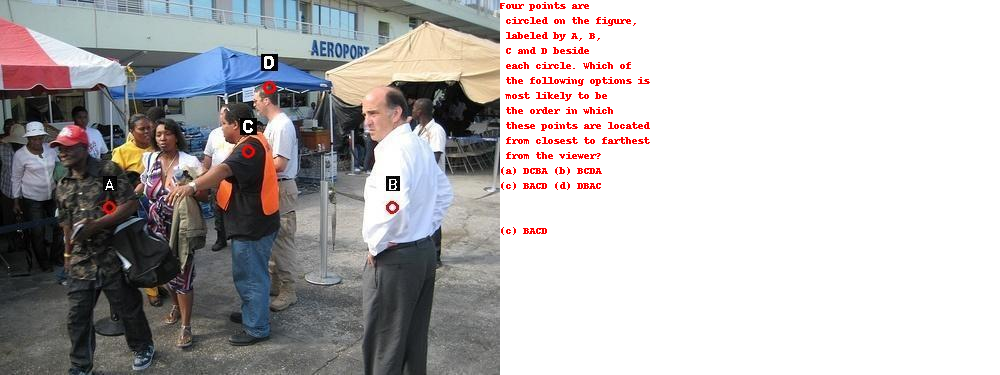 AEROPORT
D
C
A
B
Four points are
circled on the figure,
labeled by A, B,
C and D beside
each circle. Which of
the following options is
most likely to be
the order in which
these points are located
from closest to farthest
from the viewer?
(a) DCBA (b) BCDA
(c) BACD (d) DBAC
(c) BACD